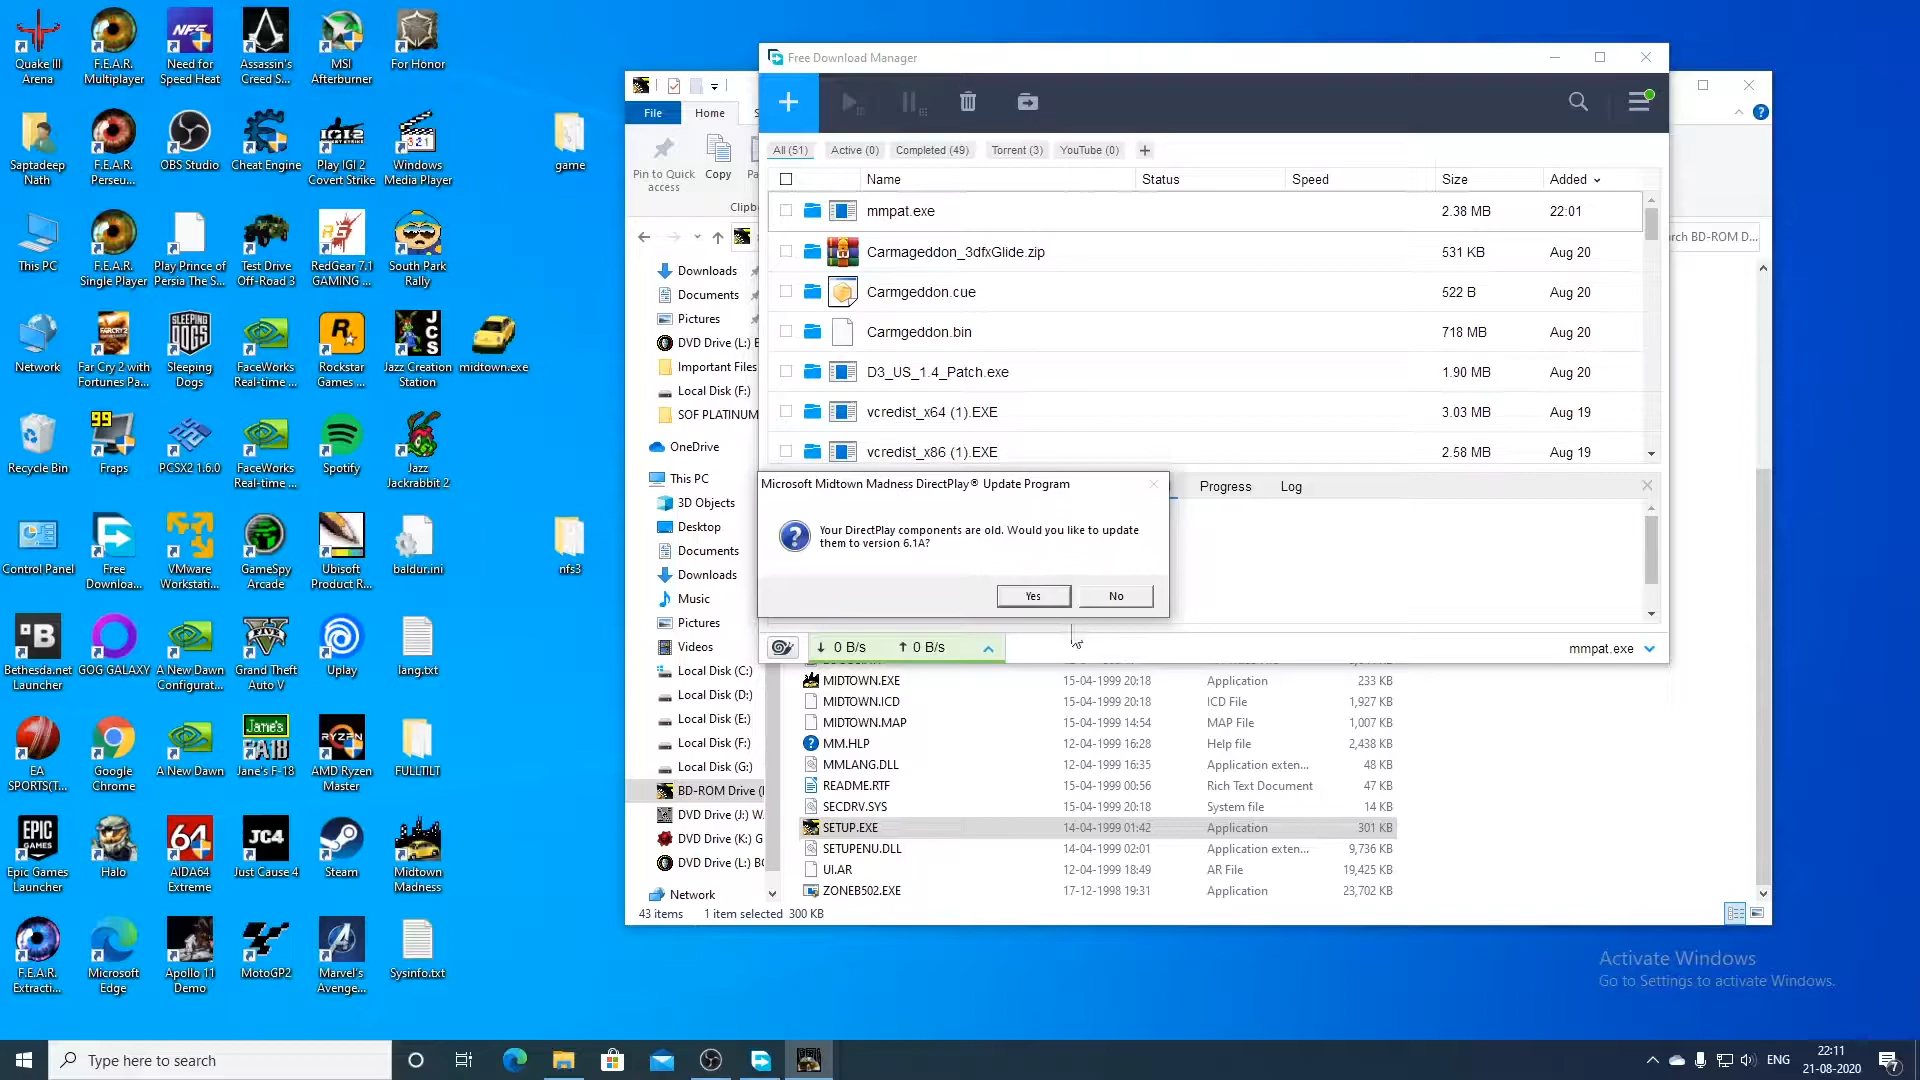 Quake III
Arena
F.E.A.R.
Multiplayer
Need for
Speed Heat
Assassin's
Creed S...
MSI
Afterburner
For Honor
Saptadeep
Nath
F.E.A.R.
Perseu...
OBS Studio
Cheat Engine
Play IGI 2
Covert Strike
Windows
Media Player
game
This PC
F.E.A.R.
Single Player
Play Prince of
Persia The S...
Test Drive
Off-Road 3
RedGear 7.1
GAMING ...
South Park
Rally
Network
Far Cry 2 with
Fortunes Pa...
Sleeping
Dogs
FaceWorks
Real-time ...
Rockstar
Games ...
Jazz Creation
Station
midtown.exe
Recycle Bin
Fraps
PCSX2 1.6.0
FaceWorks
Real-time ...
Spotify
Jazz
Jackrabbit 2
Control Panel
Free
Downloa...
VMware
Workstati...
GameSpy
Arcade
Ubisoft
Product R...
baldur.ini
nfs3
Bethesda.net
Launcher
GOG GALAXY
A New Dawn
Configurat...
Grand Theft
Auto V
Uplay
lang.txt
EA
SPORTS(T...
Google
Chrome
A New Dawn
Jane's F-18
AMD Ryzen
Master
FULLTILT
Epic Games
Launcher
Halo
AIDA64
Extreme
Just Cause 4
Steam
Midtown
Madness
F.E.A.R.
Extracti...
Microsoft
Edge
Apollo 11
Demo
MotoGP2
Marvel's
Avenge...
Sysinfo.txt
File
Home
Pin to Quick
access
Copy
Pa
Clipb
rch BD-ROM D...
Downloads
Documents
Pictures
DVD Drive (L:) B
Important Files
Local Disk (F:)
SOF PLATINUM
OneDrive
This PC
3D Objects
Desktop
Documents
Downloads
Music
Pictures
Videos
Local Disk (C:)
Local Disk (D:)
Local Disk (E:)
Local Disk (F:)
Local Disk (G:)
BD-ROM Drive (
DVD Drive (J:) W
DVD Drive (K:) G
DVD Drive (L:) BO
Network
43 items 1 item selected 300 KB
Free Download Manager
All (51) Active (0) Completed (49) Torrent (3) YouTube (0)
Name Status Speed Size Added
mmpat.exe 2.38 MB 22:01
Carmageddon_3dfxGlide.zip 531 KB Aug 20
Carmgeddon.cue 522 B Aug 20
Carmgeddon.bin 718 MB Aug 20
D3_US_1.4_Patch.exe 1.90 MB Aug 20
vcredist_x64 (1).EXE 3.03 MB Aug 19
vcredist_x86 (1).EXE 2.58 MB Aug 19
Progress Log
Microsoft Midtown Madness DirectPlay® Update Program
Your DirectPlay components are old. Would you like to update
them to version 6.1A?
Yes No
0 B/s 0 B/s
mmpat.exe
MIDTOWN.EXE 15-04-1999 20:18 Application 233 KB
MIDTOWN.ICD 15-04-1999 20:18 ICD File 1,927 KB
MIDTOWN.MAP 15-04-1999 14:54 MAP File 1,007 KB
MM.HLP 12-04-1999 16:28 Help file 2,438 KB
MMLANG.DLL 12-04-1999 16:35 Application exten... 48 KB
README.RTF 15-04-1999 00:56 Rich Text Document 47 KB
SECDRV.SYS 15-04-1999 20:18 System file 14 KB
SETUP.EXE 14-04-1999 01:42 Application 301 KB
SETUPENU.DLL 14-04-1999 02:01 Application exten... 9,736 KB
UI.AR 12-04-1999 18:49 AR File 19,425 KB
ZONEB502.EXE 17-12-1998 19:31 Application 23,702 KB
Activate Windows
Go to Settings to activate Windows.
Type here to search
ENG
22:11
21-08-2020
7